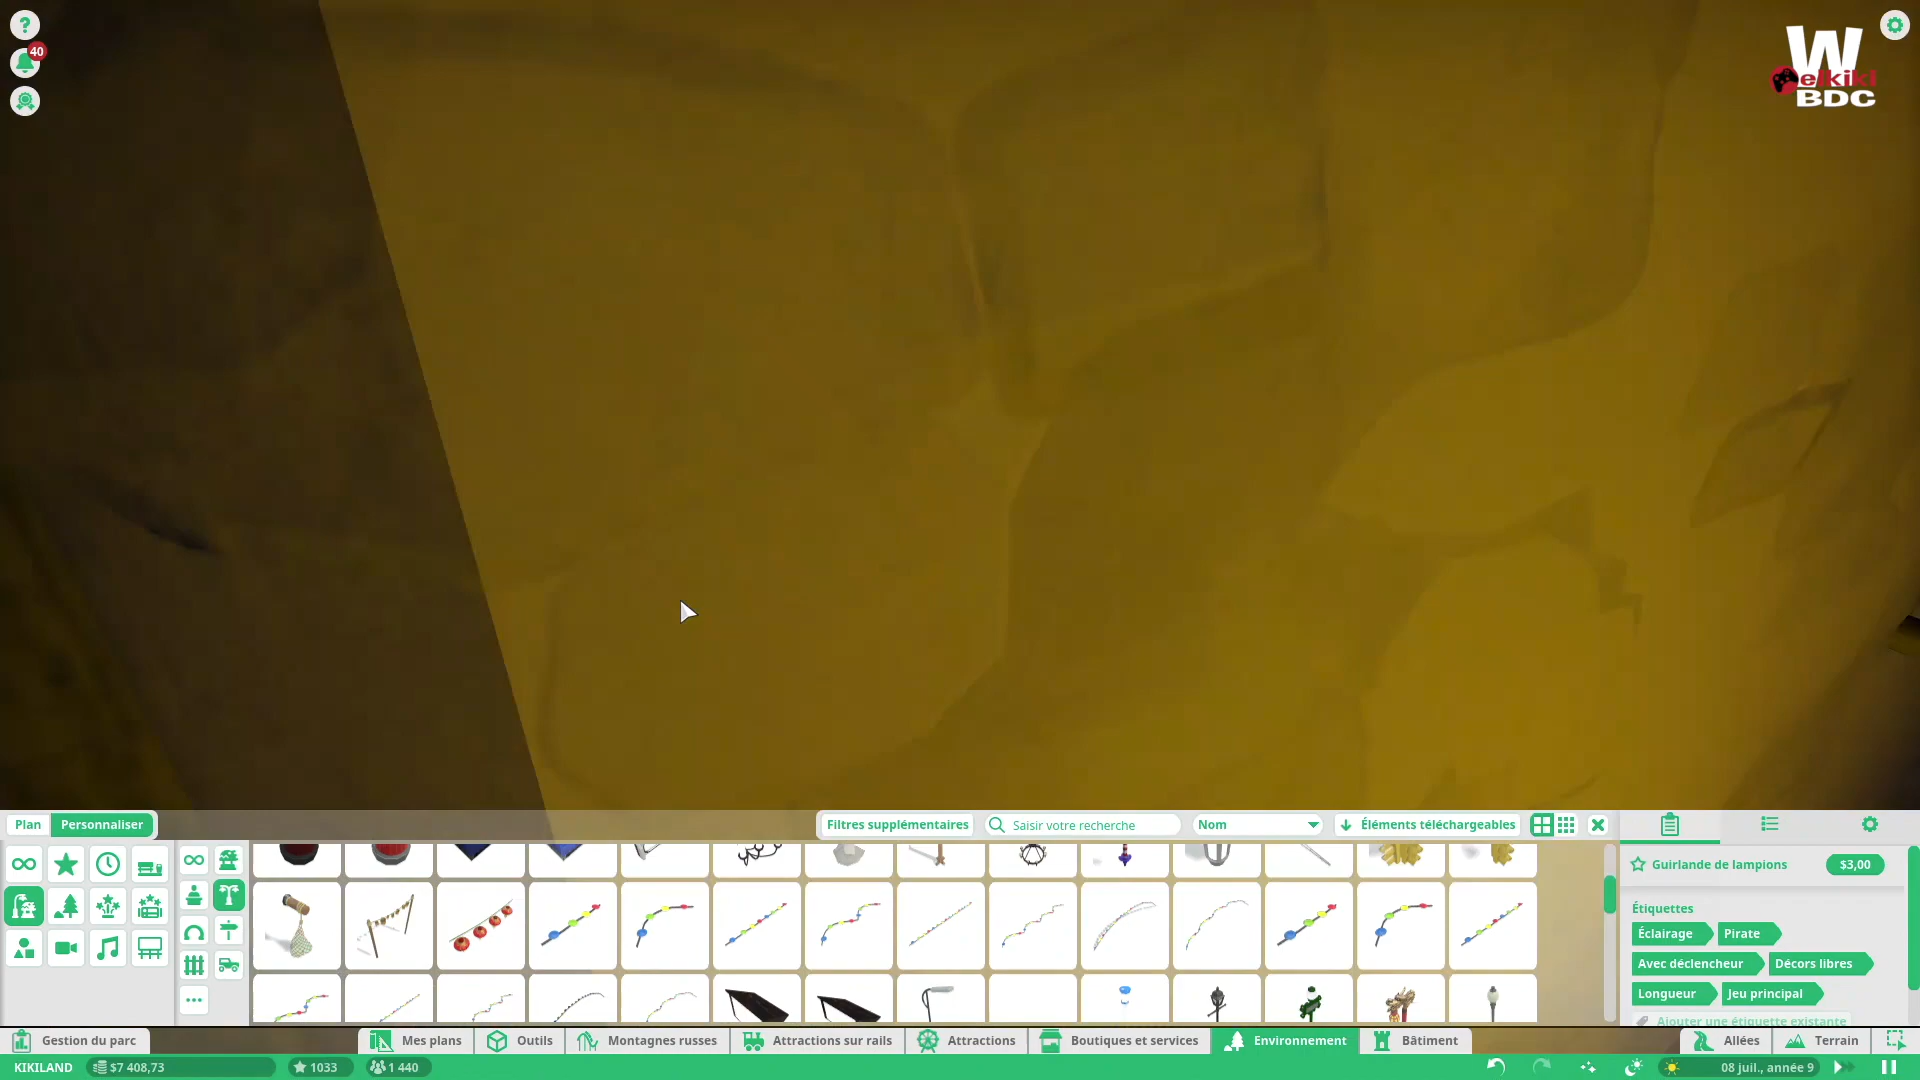 ?
40
W
elkiki
BDC
Plan
Personnaliser
Filtres supplémentaires
Saisir votre recherche
Nom
Éléments téléchargeables
Guirlande de lampions
$3,00
Étiquettes
Éclairage
Pirate
Avec déclencheur
Décors libres
Longueur
Jeu principal
Ajouter une étiquette existante
Gestion du parc
Mes plans
Outils
Montagnes russes
Attractions sur rails
Attractions
Boutiques et services
Environnement
Bâtiment
Allées
Terrain
KIKILAND
$7 408,73
1033
1 440
08 juil., année 9